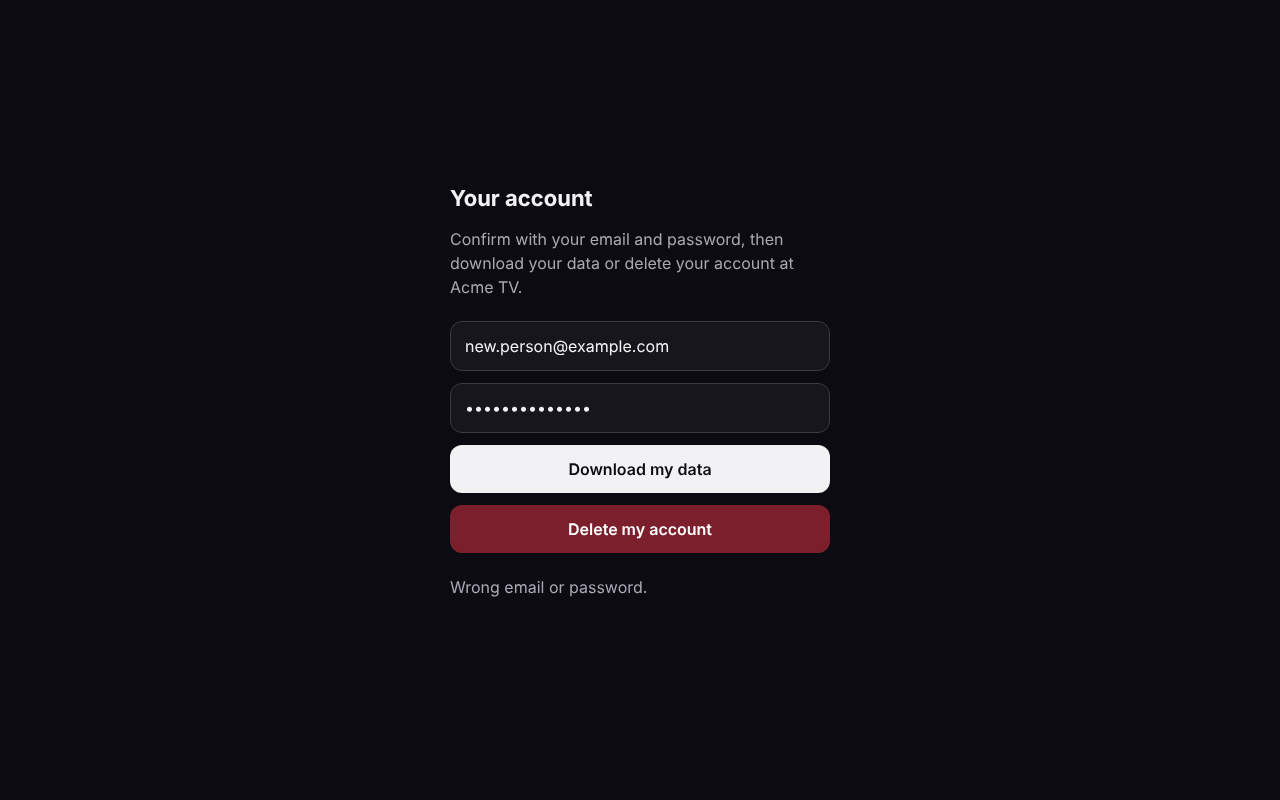 Your account
Confirm with your email and password, then
download your data or delete your account at
Acme TV.
new.person@example.com
••••••••••••••
Download my data
Delete my account
Wrong email or password.